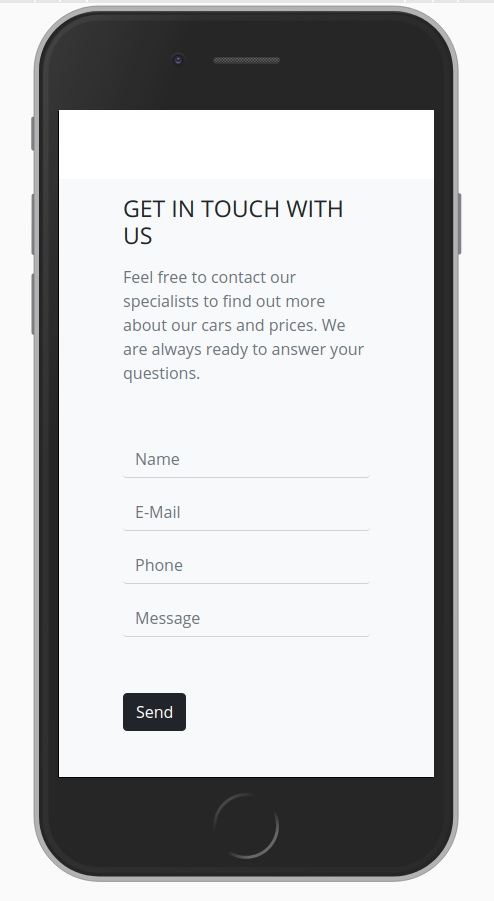 GET IN TOUCH WITH
US
Feel free to contact our
specialists to find out more
about our cars and prices. We
are always ready to answer your
questions.
Name
E-Mail
Phone
Message
Send